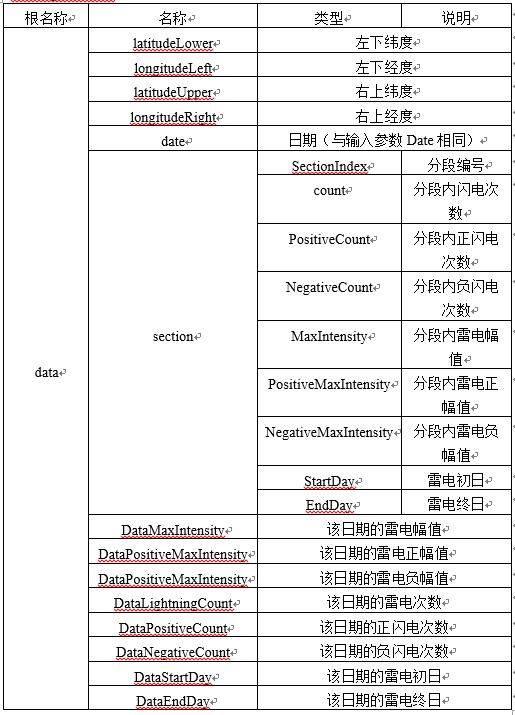 根名称 名称 类型 说明
data
latitudeLower 左下纬度
longitudeLeft 左下经度
latitudeUpper 右上纬度
longitudeRight 右上经度
date 日期（与输入参数 Date 相同）
section
SectionIndex 分段编号
count 分段内闪电次
数
PositiveCount 分段内正闪电
次数
NegativeCount 分段内负闪电
次数
MaxIntensity 分段内雷电幅
值
PositiveMaxIntensity 分段内雷电正
幅值
NegativeMaxIntensity 分段内雷电负
幅值
StartDay 雷电初日
EndDay 雷电终日
DataMaxIntensity 该日期的雷电幅值
DataPositiveMaxIntensity 该日期的雷电正幅值
DataPositiveMaxIntensity 该日期的雷电负幅值
DataLightningCount 该日期的雷电次数
DataPositiveCount 该日期的正闪电次数
DataNegativeCount 该日期的负闪电次数
DataStartDay 该日期的雷电初日
DataEndDay 该日期的雷电终日